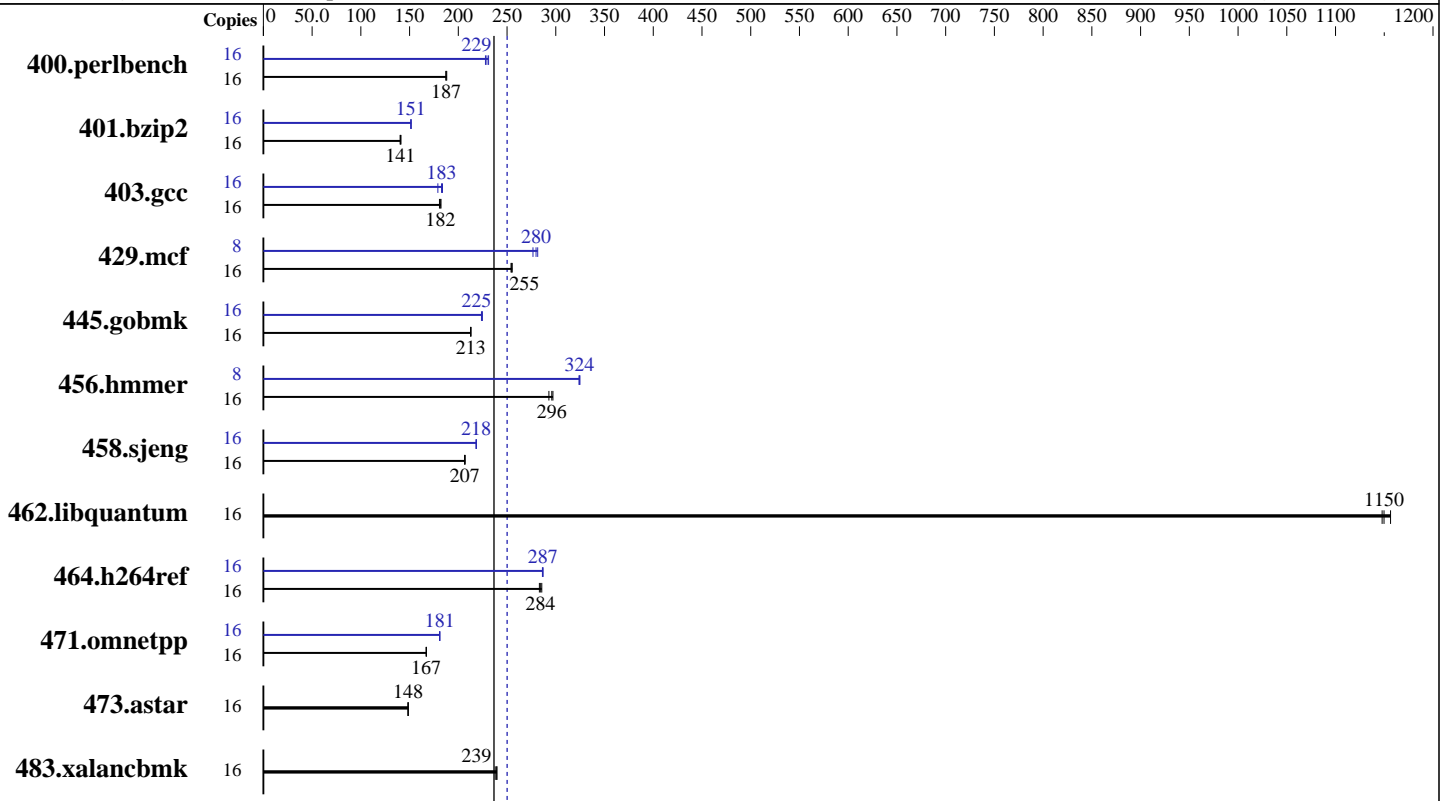 Copies 0 50.0 100 150 200 250 300 350 400 450 500 550 600 650 700 750 800 850 900 950 1000 1050 1100 1200
400.perlbench 16 229
16 187
401.bzip2 16 151
16 141
403.gcc 16 183
16 182
429.mcf 8 280
16 255
445.gobmk 16 225
16 213
456.hmmer 8 324
16 296
458.sjeng 16 218
16 207
462.libquantum 16 1150
464.h264ref 16 287
16 284
471.omnetpp 16 181
16 167
473.astar 16 148
483.xalancbmk 16 239